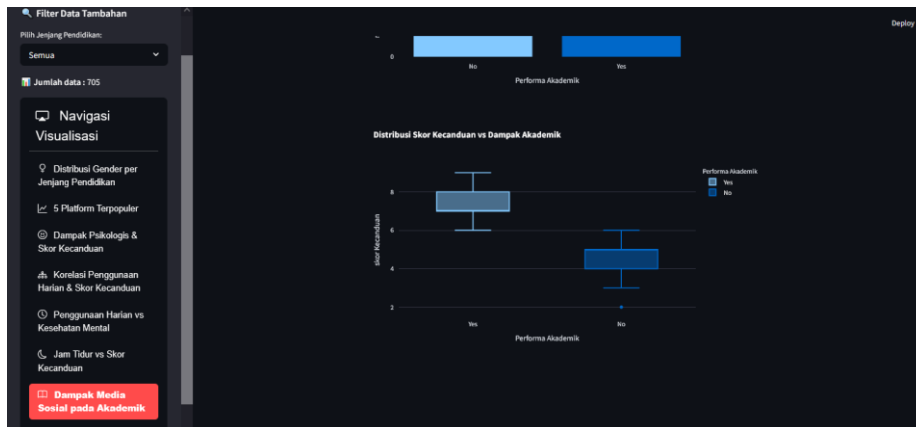 Filter Data Tambahan
Pilih Jenjang Pendidikan:
Semua
Jumlah data : 705
Navigasi
Visualisasi
Distribusi Gender per
Jenjang Pendidikan
5 Platform Terpopuler
Dampak Psikologis &
Skor Kecanduan
Korelasi Penggunaan
Harian & Skor Kecanduan
Penggunaan Harian vs
Kesehatan Mental
Jam Tidur vs Skor
Kecanduan
Dampak Media
Sosial pada Akademik
Deploy
0
No
Yes
Performa Akademik
Distribusi Skor Kecanduan vs Dampak Akademik
Performa Akademik
Yes
No
skor Kecanduan
8
6
4
2
Yes
No
Performa Akademik